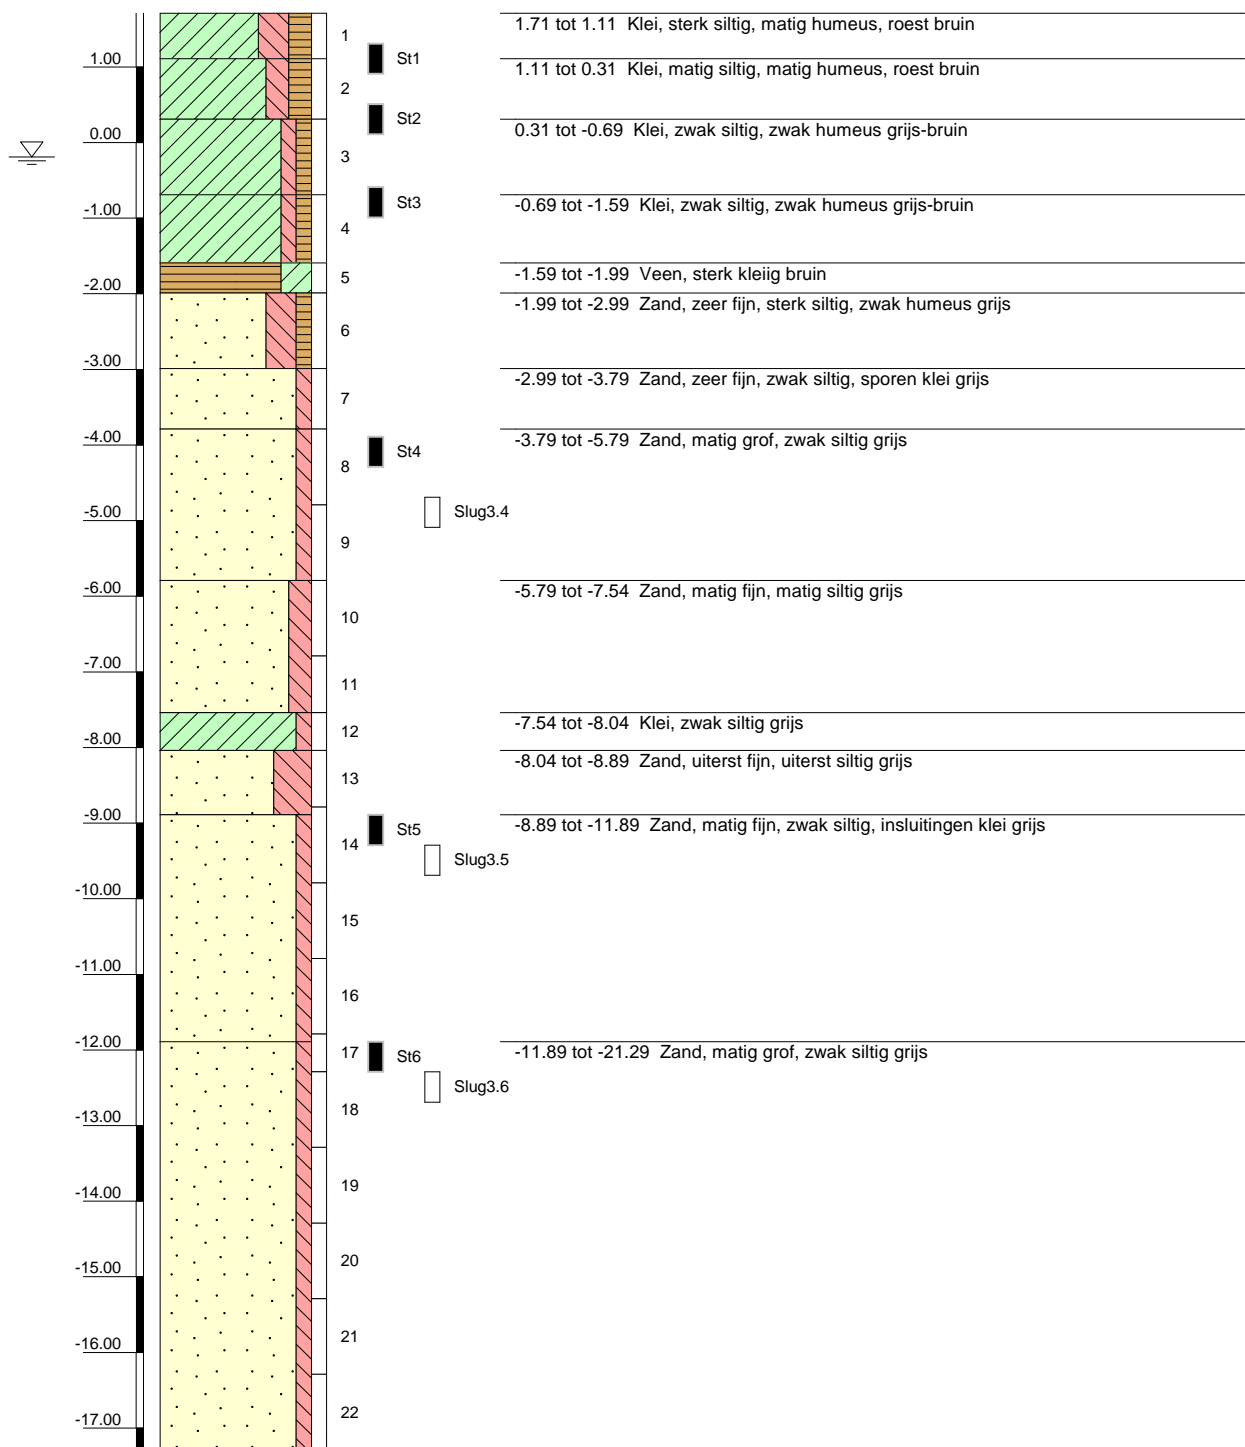 1 1.71 tot 1.11 Klei, sterk siltig, matig humeus, roest bruin
1.00 St1
2 1.11 tot 0.31 Klei, matig siltig, matig humeus, roest bruin
St2
0.00 0.31 tot -0.69 Klei, zwak siltig, zwak humeus grijs-bruin
3
-1.00 St3 -0.69 tot -1.59 Klei, zwak siltig, zwak humeus grijs-bruin
4
-2.00 5 -1.59 tot -1.99 Veen, sterk kleiig bruin
-1.99 tot -2.99 Zand, zeer fijn, sterk siltig, zwak humeus grijs
6
-3.00
-2.99 tot -3.79 Zand, zeer fijn, zwak siltig, sporen klei grijs
7
-4.00 -3.79 tot -5.79 Zand, matig grof, zwak siltig grijs
St4
8
-5.00 Slug3.4
9
-6.00 -5.79 tot -7.54 Zand, matig fijn, matig siltig grijs
10
-7.00
11
12 -7.54 tot -8.04 Klei, zwak siltig grijs
-8.00
-8.04 tot -8.89 Zand, uiterst fijn, uiterst siltig grijs
13
-9.00
St5 -8.89 tot -11.89 Zand, matig fijn, zwak siltig, insluitingen klei grijs
14
Slug3.5
-10.00
15
-11.00
16
-12.00
17 St6 -11.89 tot -21.29 Zand, matig grof, zwak siltig grijs
Slug3.6
18
-13.00
19
-14.00
20
-15.00
21
-16.00
22
-17.00